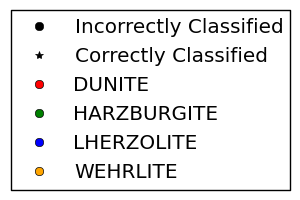 Incorrectly Classified
Correctly Classified
DUNITE
HARZBURGITE
LHERZOLITE
WEHRLITE